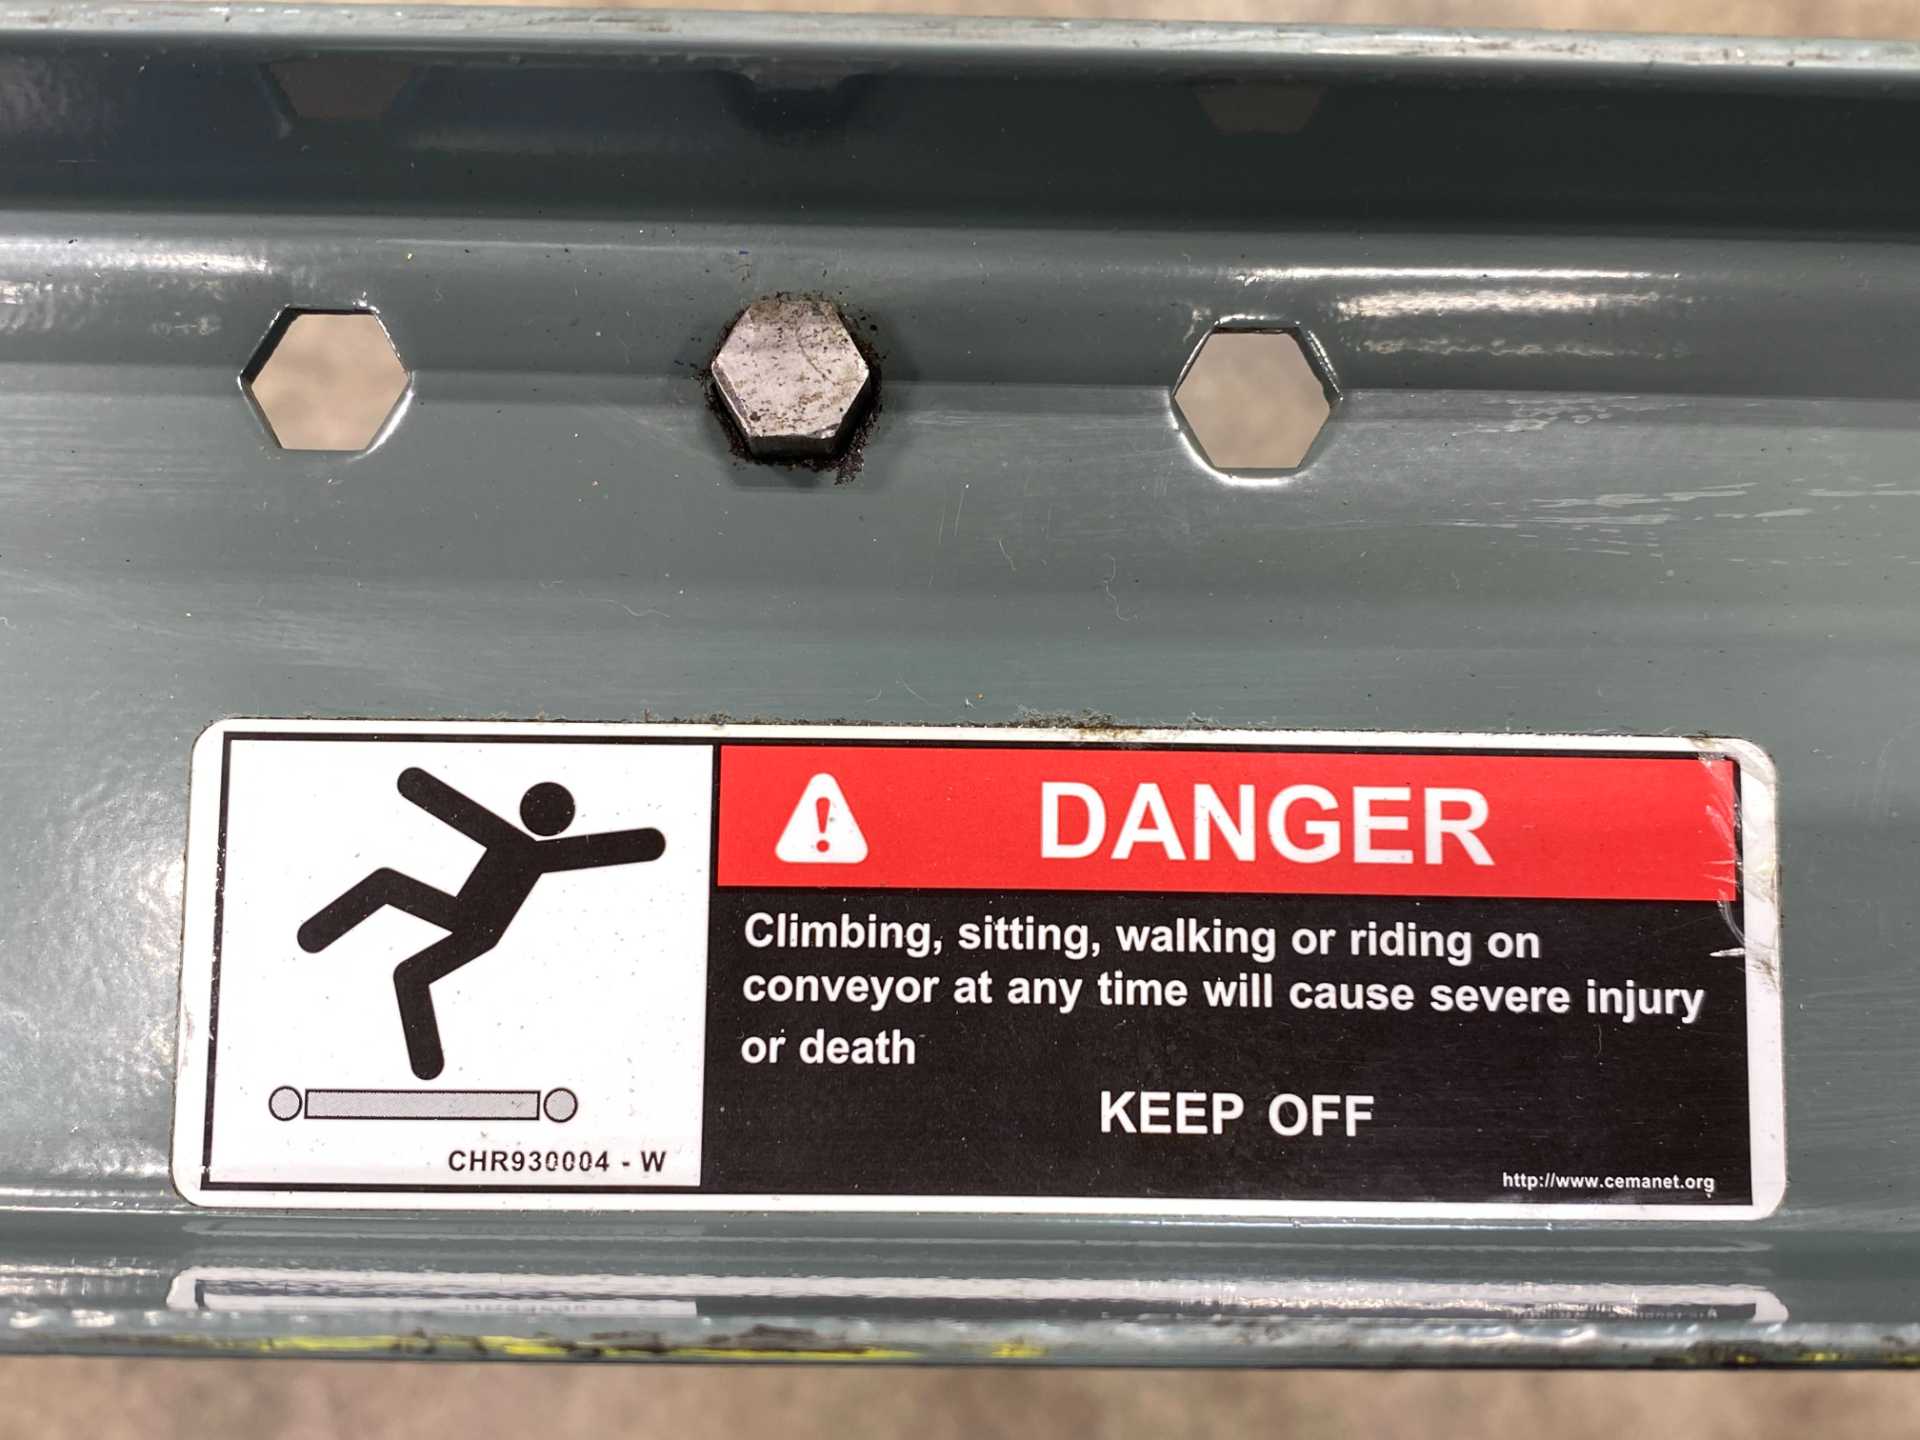 DANGER
Climbing, sitting, walking or riding on
conveyor at any time will cause severe injury
or death
KEEP OFF
CHR930004 - W
http://www.cemanet.org